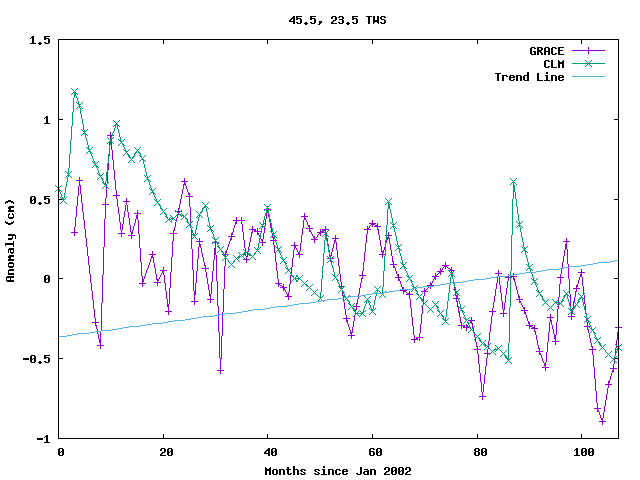 45.5, 23.5 TWS
1.5
GRACE
CLM
Trend Line
1
0.5
Anomaly (cm)
0
-0.5
-1
0 20 40 60 80 100
Months since Jan 2002